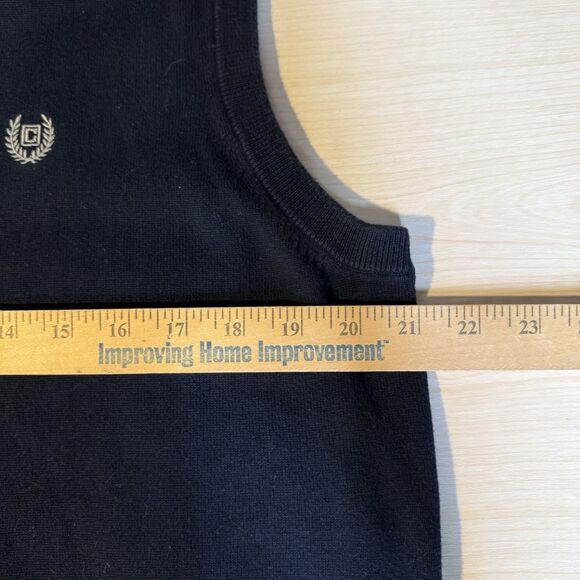 C
14 15 16 17 18 19 20 21 22 23
Improving Home Improvement™